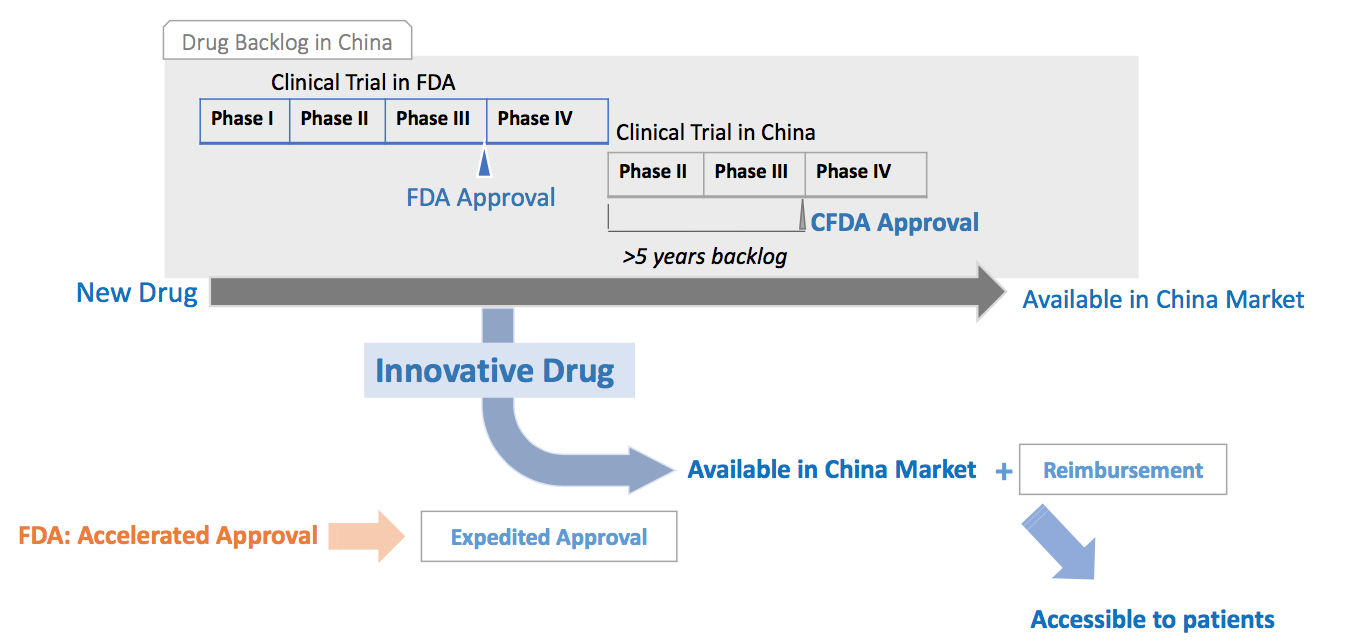 Drug Backlog in China
Clinical Trial in FDA
Phase I Phase II Phase III Phase IV
Clinical Trial in China
Phase II Phase III Phase IV
FDA Approval
CFDA Approval
>5 years backlog
New Drug
Available in China Market
Innovative Drug
Available in China Market + Reimbursement
FDA: Accelerated Approval
Expedited Approval
Accessible to patients